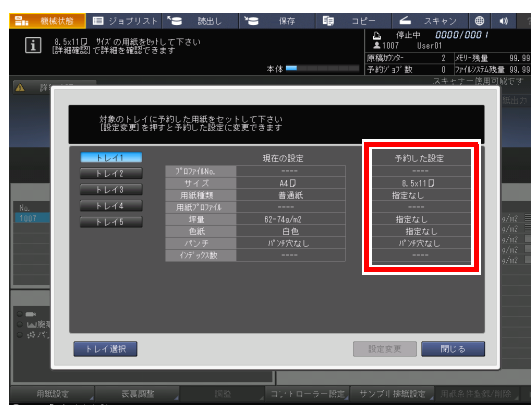 機械状態
ジョブリスト
読出し
保存
コピー
スキャン
8.5x11 サイズの用紙をセットして下さい
[詳細確認]で詳細を確認できます
停止中 0000/0001
1007 User01
原稿カウンター 2 メモリー残量 99.99
本体
予約ジョブ数 0 ファイルシステム残量 99.99
スキャナー使用可能です
対象のトレイに予約した用紙をセットして下さい
[設定変更]を押すと予約した設定に変更できます
トレイ1
トレイ2
トレイ3
トレイ4
トレイ5
現在の設定 予約した設定
プロファイルNo. ---- ----
サイズ A4 8.5x11
用紙種類 普通紙 指定なし
用紙プロファイル ---- ----
坪量 62-74g/m2 指定なし
色紙 白色 指定なし
パンチ パンチ穴なし パンチ穴なし
インデックス数 ---- ----
No.
1007
トレイ選択
設定変更
閉じる
用紙設定
表裏調整
調整
コントローラー設定
サンプル排紙設定